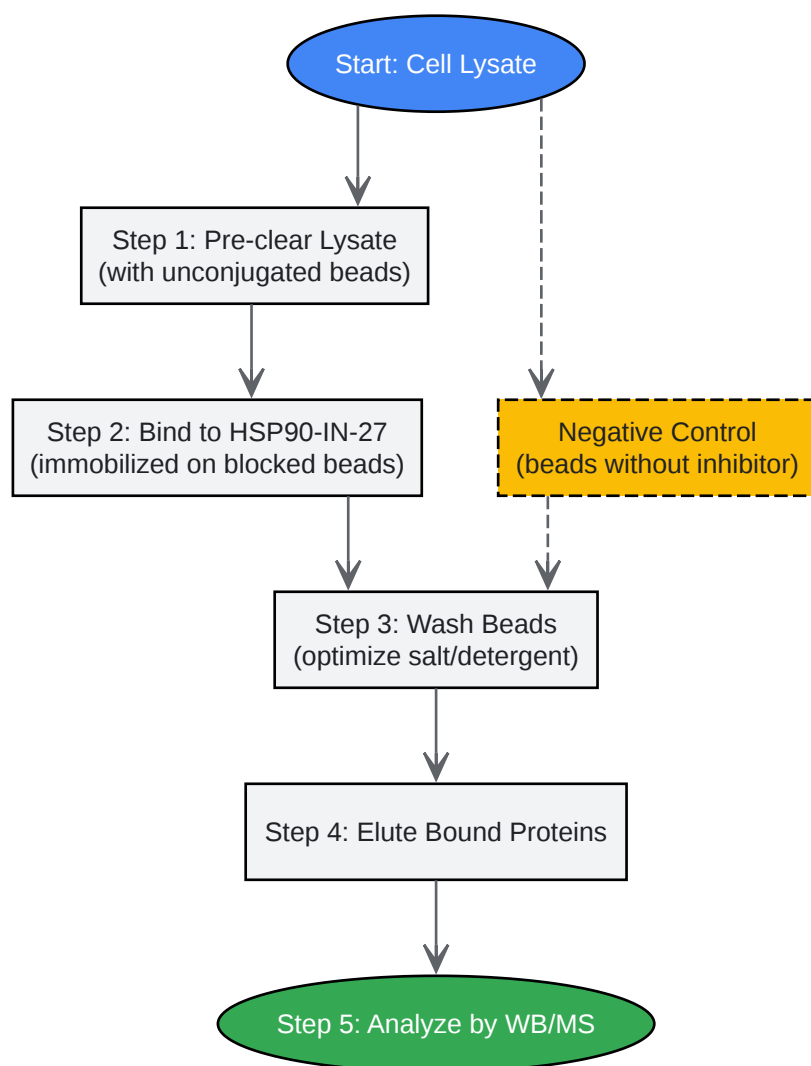 Start: Cell Lysate
Step 1: Pre-clear Lysate
(with unconjugated beads)
Step 2: Bind to HSP90-IN-27
(immobilized on blocked beads)
Negative Control
(beads without inhibitor)
Step 3: Wash Beads
(optimize salt/detergent)
Step 4: Elute Bound Proteins
Step 5: Analyze by WB/MS